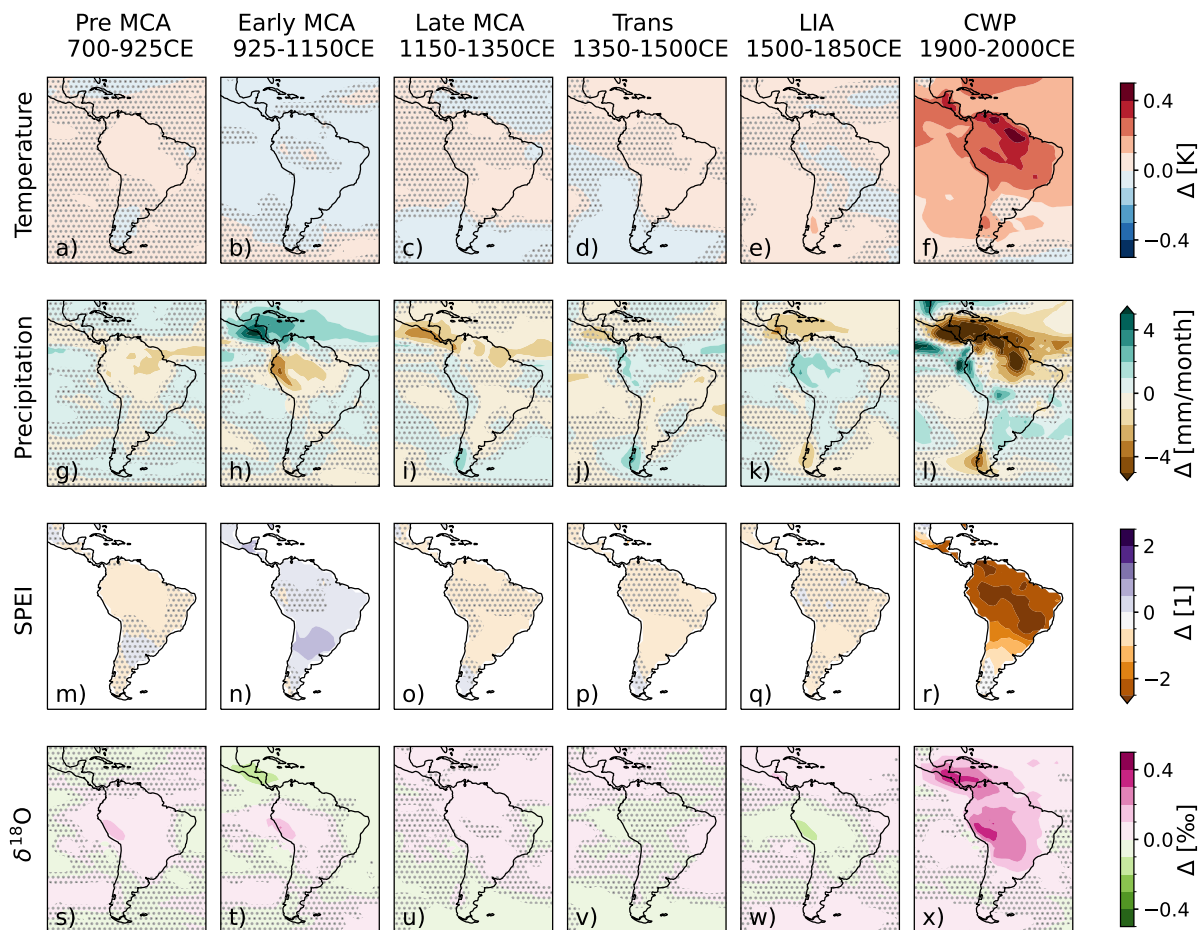 Pre MCA
700-925CE
Early MCA
925-1150CE
Late MCA
1150-1350CE
Trans
1350-1500CE
LIA
1500-1850CE
CWP
1900-2000CE
Temperature
a)
b)
c)
d)
e)
f)
0.4
0.0
−0.4
Δ [K]
Precipitation
g)
h)
i)
j)
k)
l)
4
0
−4
Δ [mm/month]
SPEI
m)
n)
o)
p)
q)
r)
2
0
−2
Δ [1]
δ¹⁸O
s)
t)
u)
v)
w)
x)
0.4
0.0
−0.4
Δ [‰]